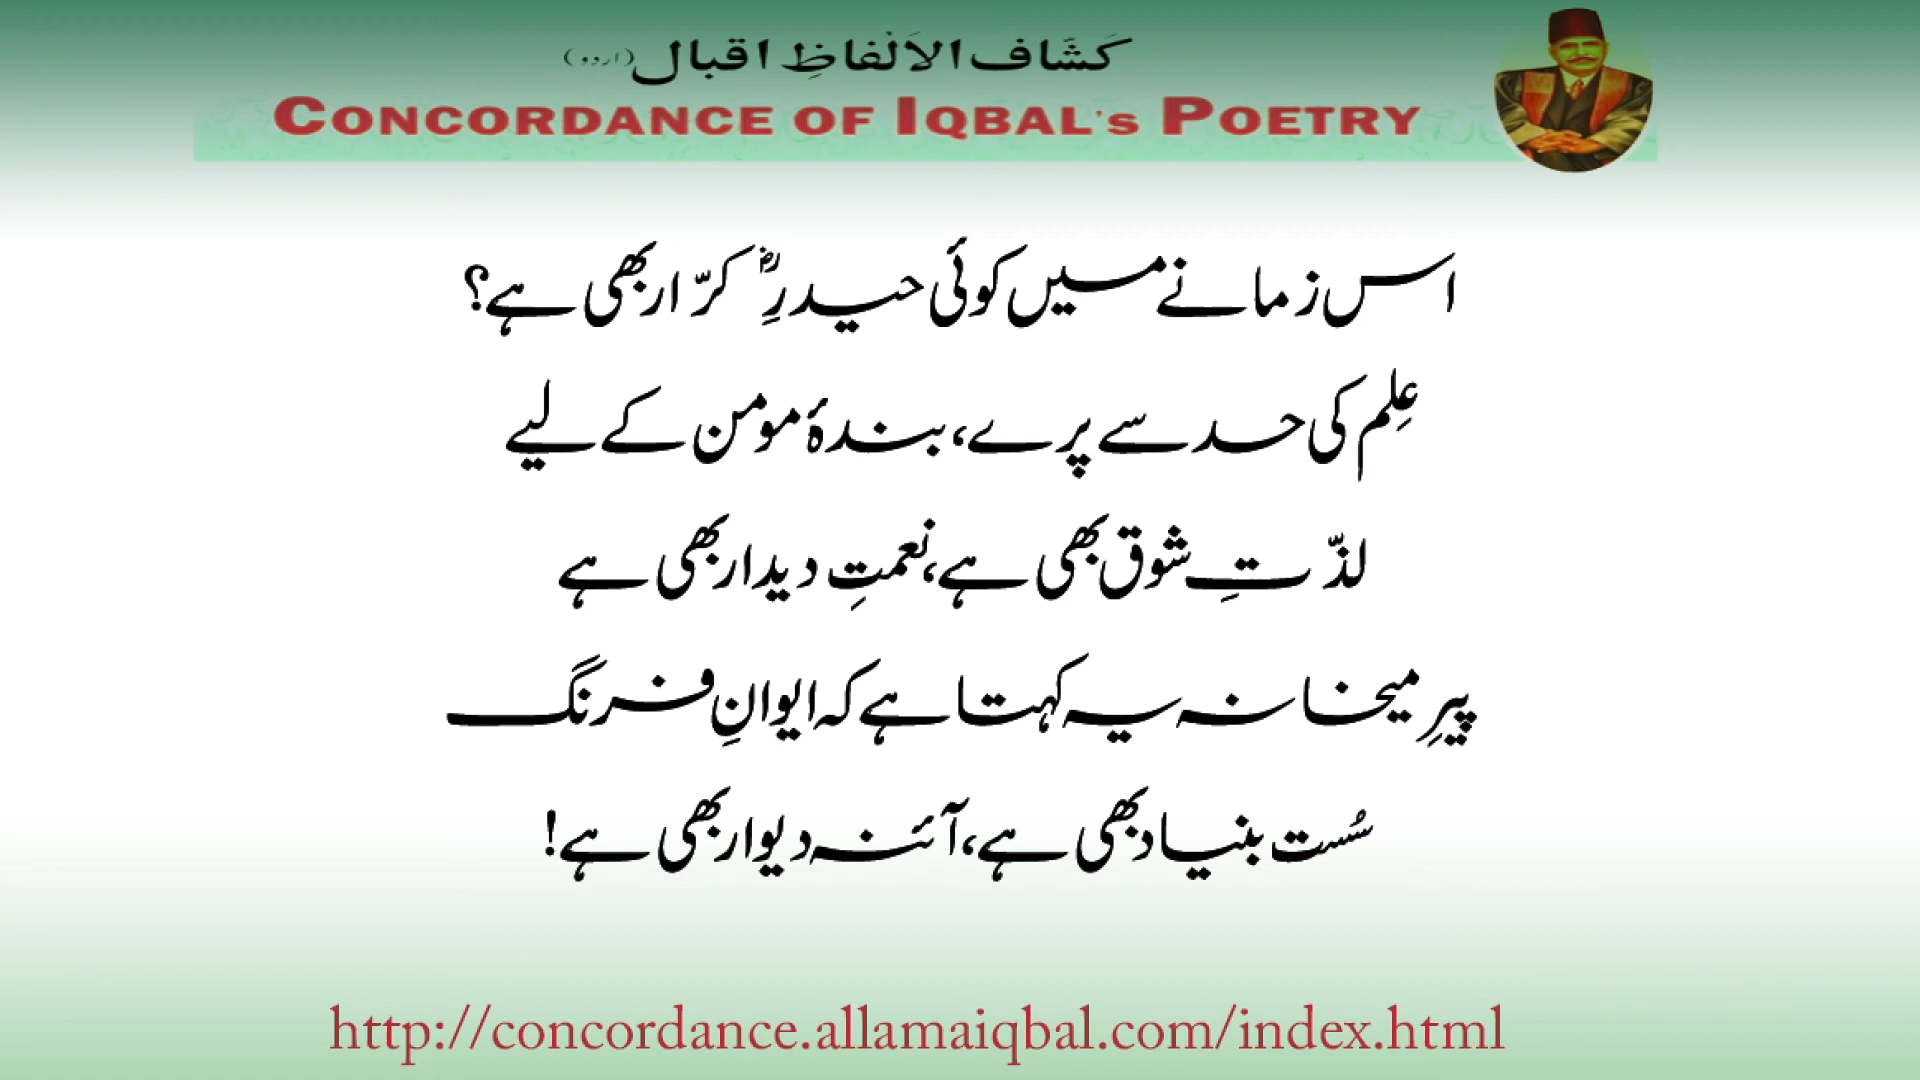 کَشّاف الاَلْفاظِ اقبال (اردو)
CONCORDANCE OF IQBAL's POETRY
اس زمانے میں کوئی حیدرِؓ کرّار بھی ہے؟
عِلم کی حد سے پرے، بندۂ مومن کے لیے
لذّتِ شوق بھی ہے، نعمتِ دیدار بھی ہے
پیرِ میخانہ یہ کہتا ہے کہ ایوانِ فرنگ
سُست بنیاد بھی ہے، آئنہ دیوار بھی ہے!
http://concordance.allamaiqbal.com/index.html